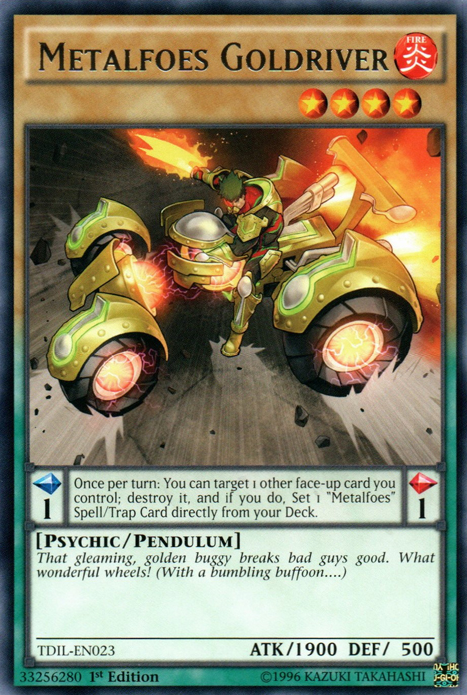 METALFOES GOLDRIVER
FIRE
炎
1
1
Once per turn: You can target 1 other face-up card you
control; destroy it, and if you do, Set 1 "Metalfoes"
Spell/Trap Card directly from your Deck.
[PSYCHIC/PENDULUM]
That gleaming, golden buggy breaks bad guys good. What
wonderful wheels! (With a bumbling buffoon....)
TDIL-EN023
ATK/1900 DEF/ 500
33256280 1st Edition
©1996 KAZUKI TAKAHASHI